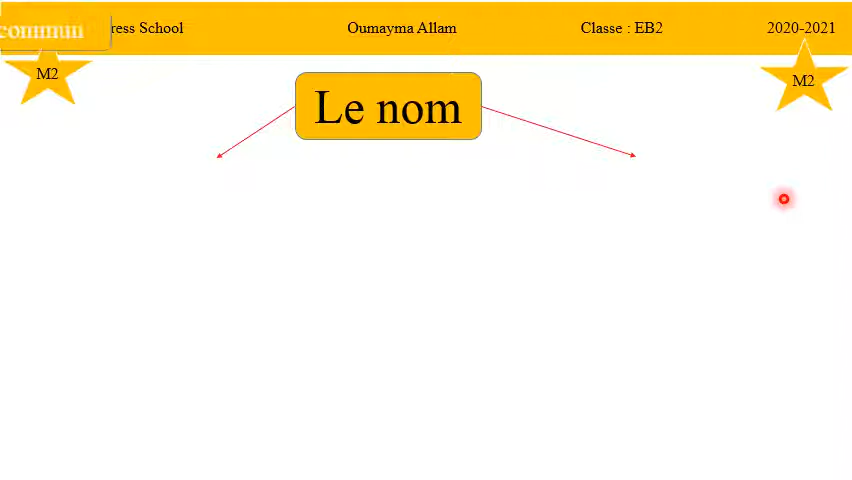 commun
ress School Oumayma Allam Classe : EB2 2020-2021
M2
M2
Le nom